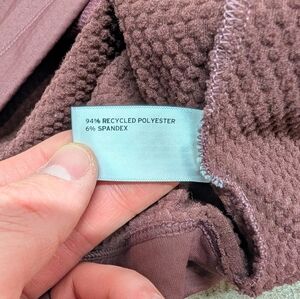 94% RECYCLED POLYESTER
6% SPANDEX